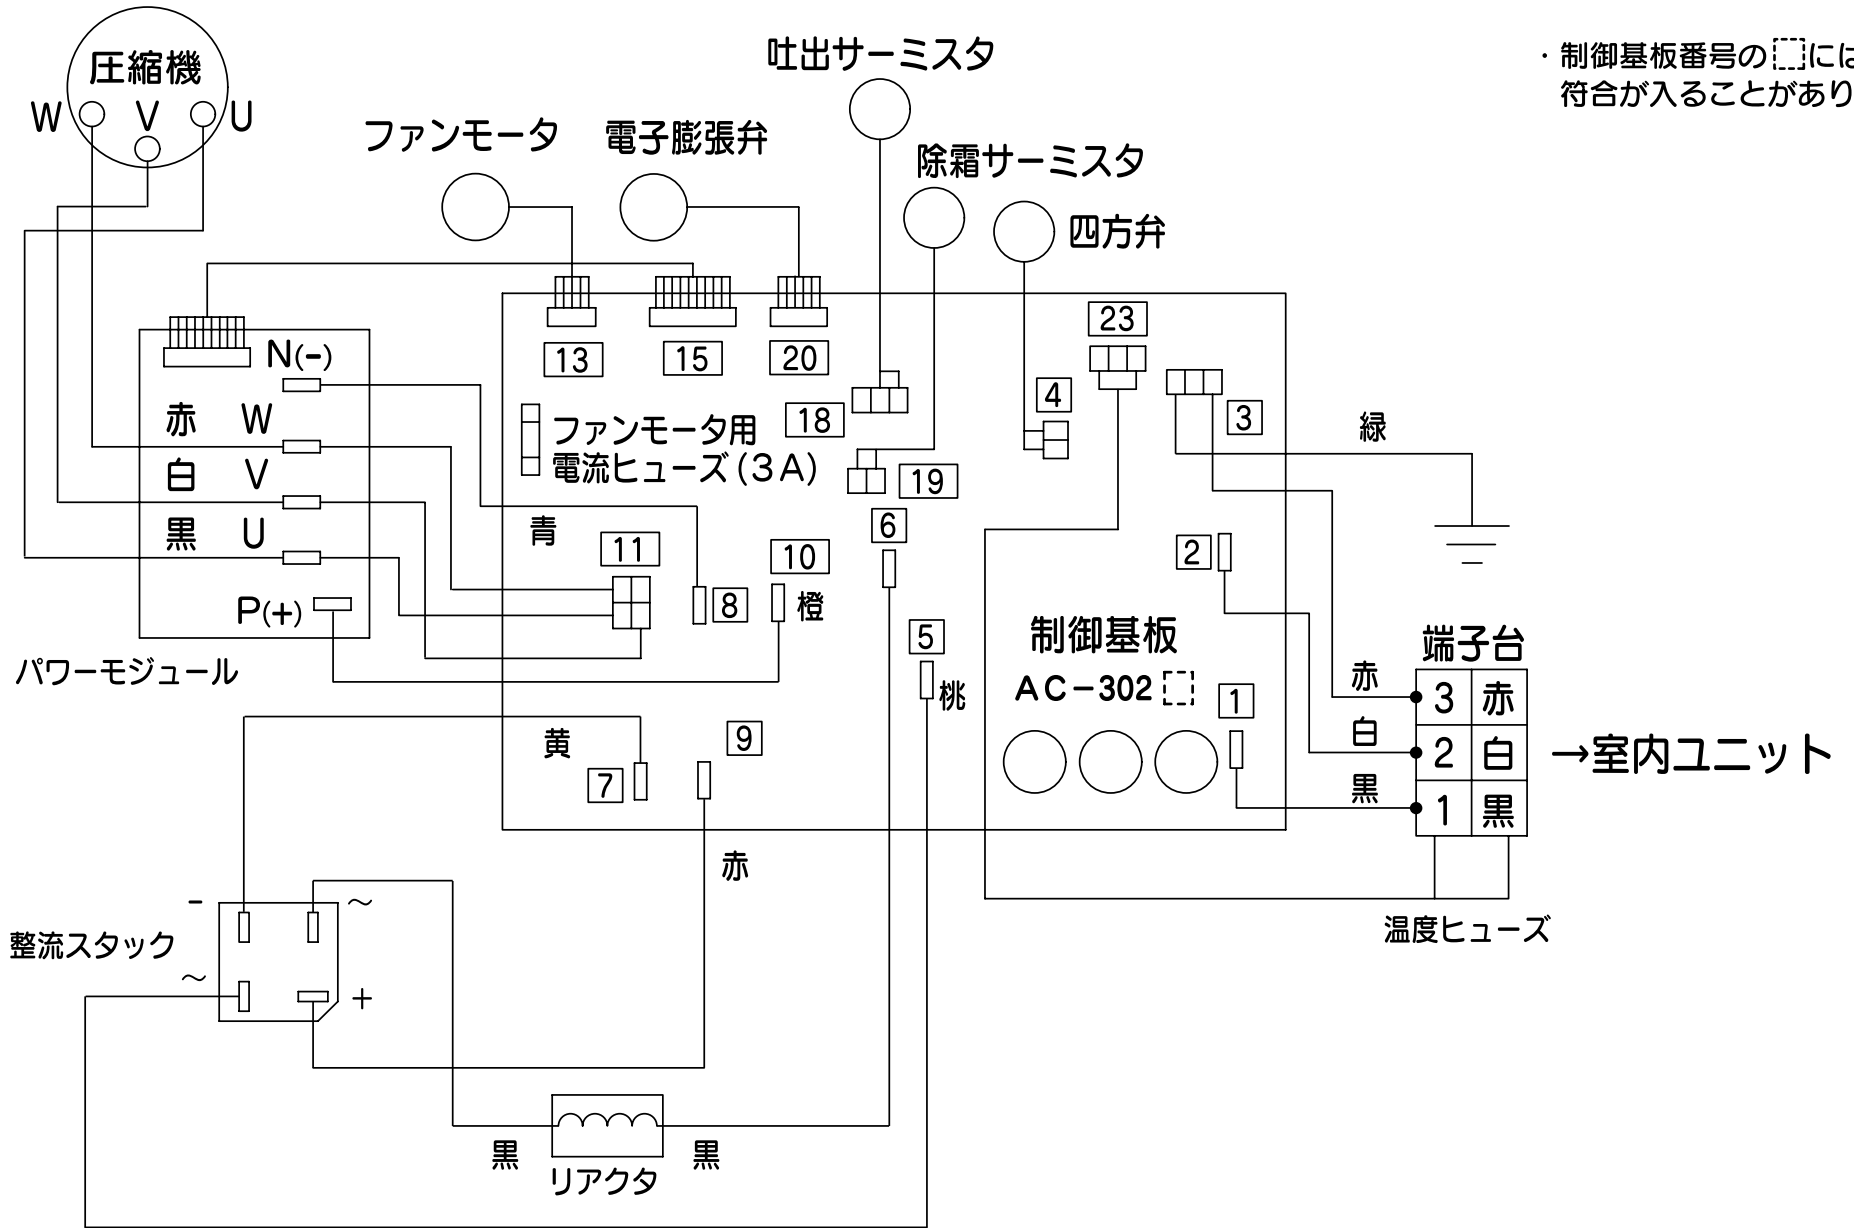 圧縮機
W V U
ファンモータ
電子膨張弁
吐出サーミスタ
除霜サーミスタ
四方弁
・制御基板番号の には
符合が入ることがあり
N(-)
赤 W
白 V
黒 U
P(+)
パワーモジュール
13
15
20
18
19
4
23
3
緑
ファンモータ用
電流ヒューズ(3A)
青
11
8
10
橙
6
2
5
桃
制御基板
AC-302
1
端子台
赤
3 赤
白
2 白
→室内ユニット
黒
1 黒
温度ヒューズ
黄
7
9
赤
-
~
整流スタック
~
+
黒
黒
リアクタ